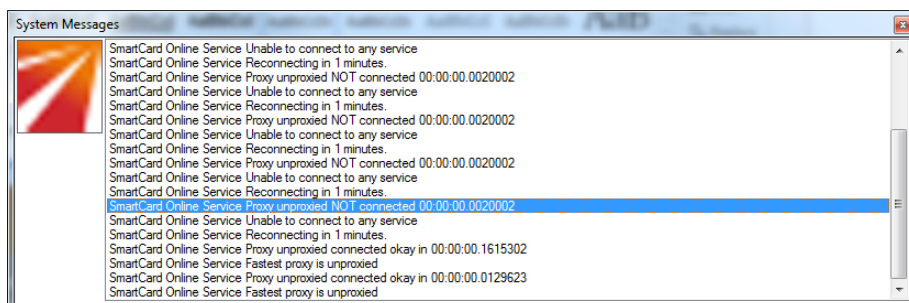 System Messages
SmartCard Online Service Unable to connect to any service
SmartCard Online Service Reconnecting in 1 minutes.
SmartCard Online Service Proxy unproxied NOT connected 00:00:00.0020002
SmartCard Online Service Unable to connect to any service
SmartCard Online Service Reconnecting in 1 minutes.
SmartCard Online Service Proxy unproxied NOT connected 00:00:00.0020002
SmartCard Online Service Unable to connect to any service
SmartCard Online Service Reconnecting in 1 minutes.
SmartCard Online Service Proxy unproxied NOT connected 00:00:00.0020002
SmartCard Online Service Unable to connect to any service
SmartCard Online Service Reconnecting in 1 minutes.
SmartCard Online Service Proxy unproxied NOT connected 00:00:00.0020002
SmartCard Online Service Unable to connect to any service
SmartCard Online Service Reconnecting in 1 minutes.
SmartCard Online Service Proxy unproxied connected okay in 00:00:00.1615302
SmartCard Online Service Fastest proxy is unproxied
SmartCard Online Service Proxy unproxied connected okay in 00:00:00.0129623
SmartCard Online Service Fastest proxy is unproxied